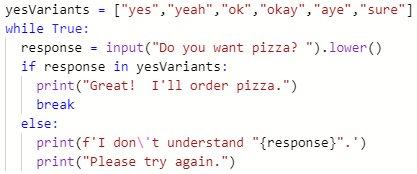 yesVariants = ["yes","yeah","ok","okay","aye","sure"]
while True:
  response = input("Do you want pizza? ").lower()
  if response in yesVariants:
    print("Great!  I'll order pizza.")
    break
  else:
    print(f'I don\'t understand "{response}".')
    print("Please try again.")